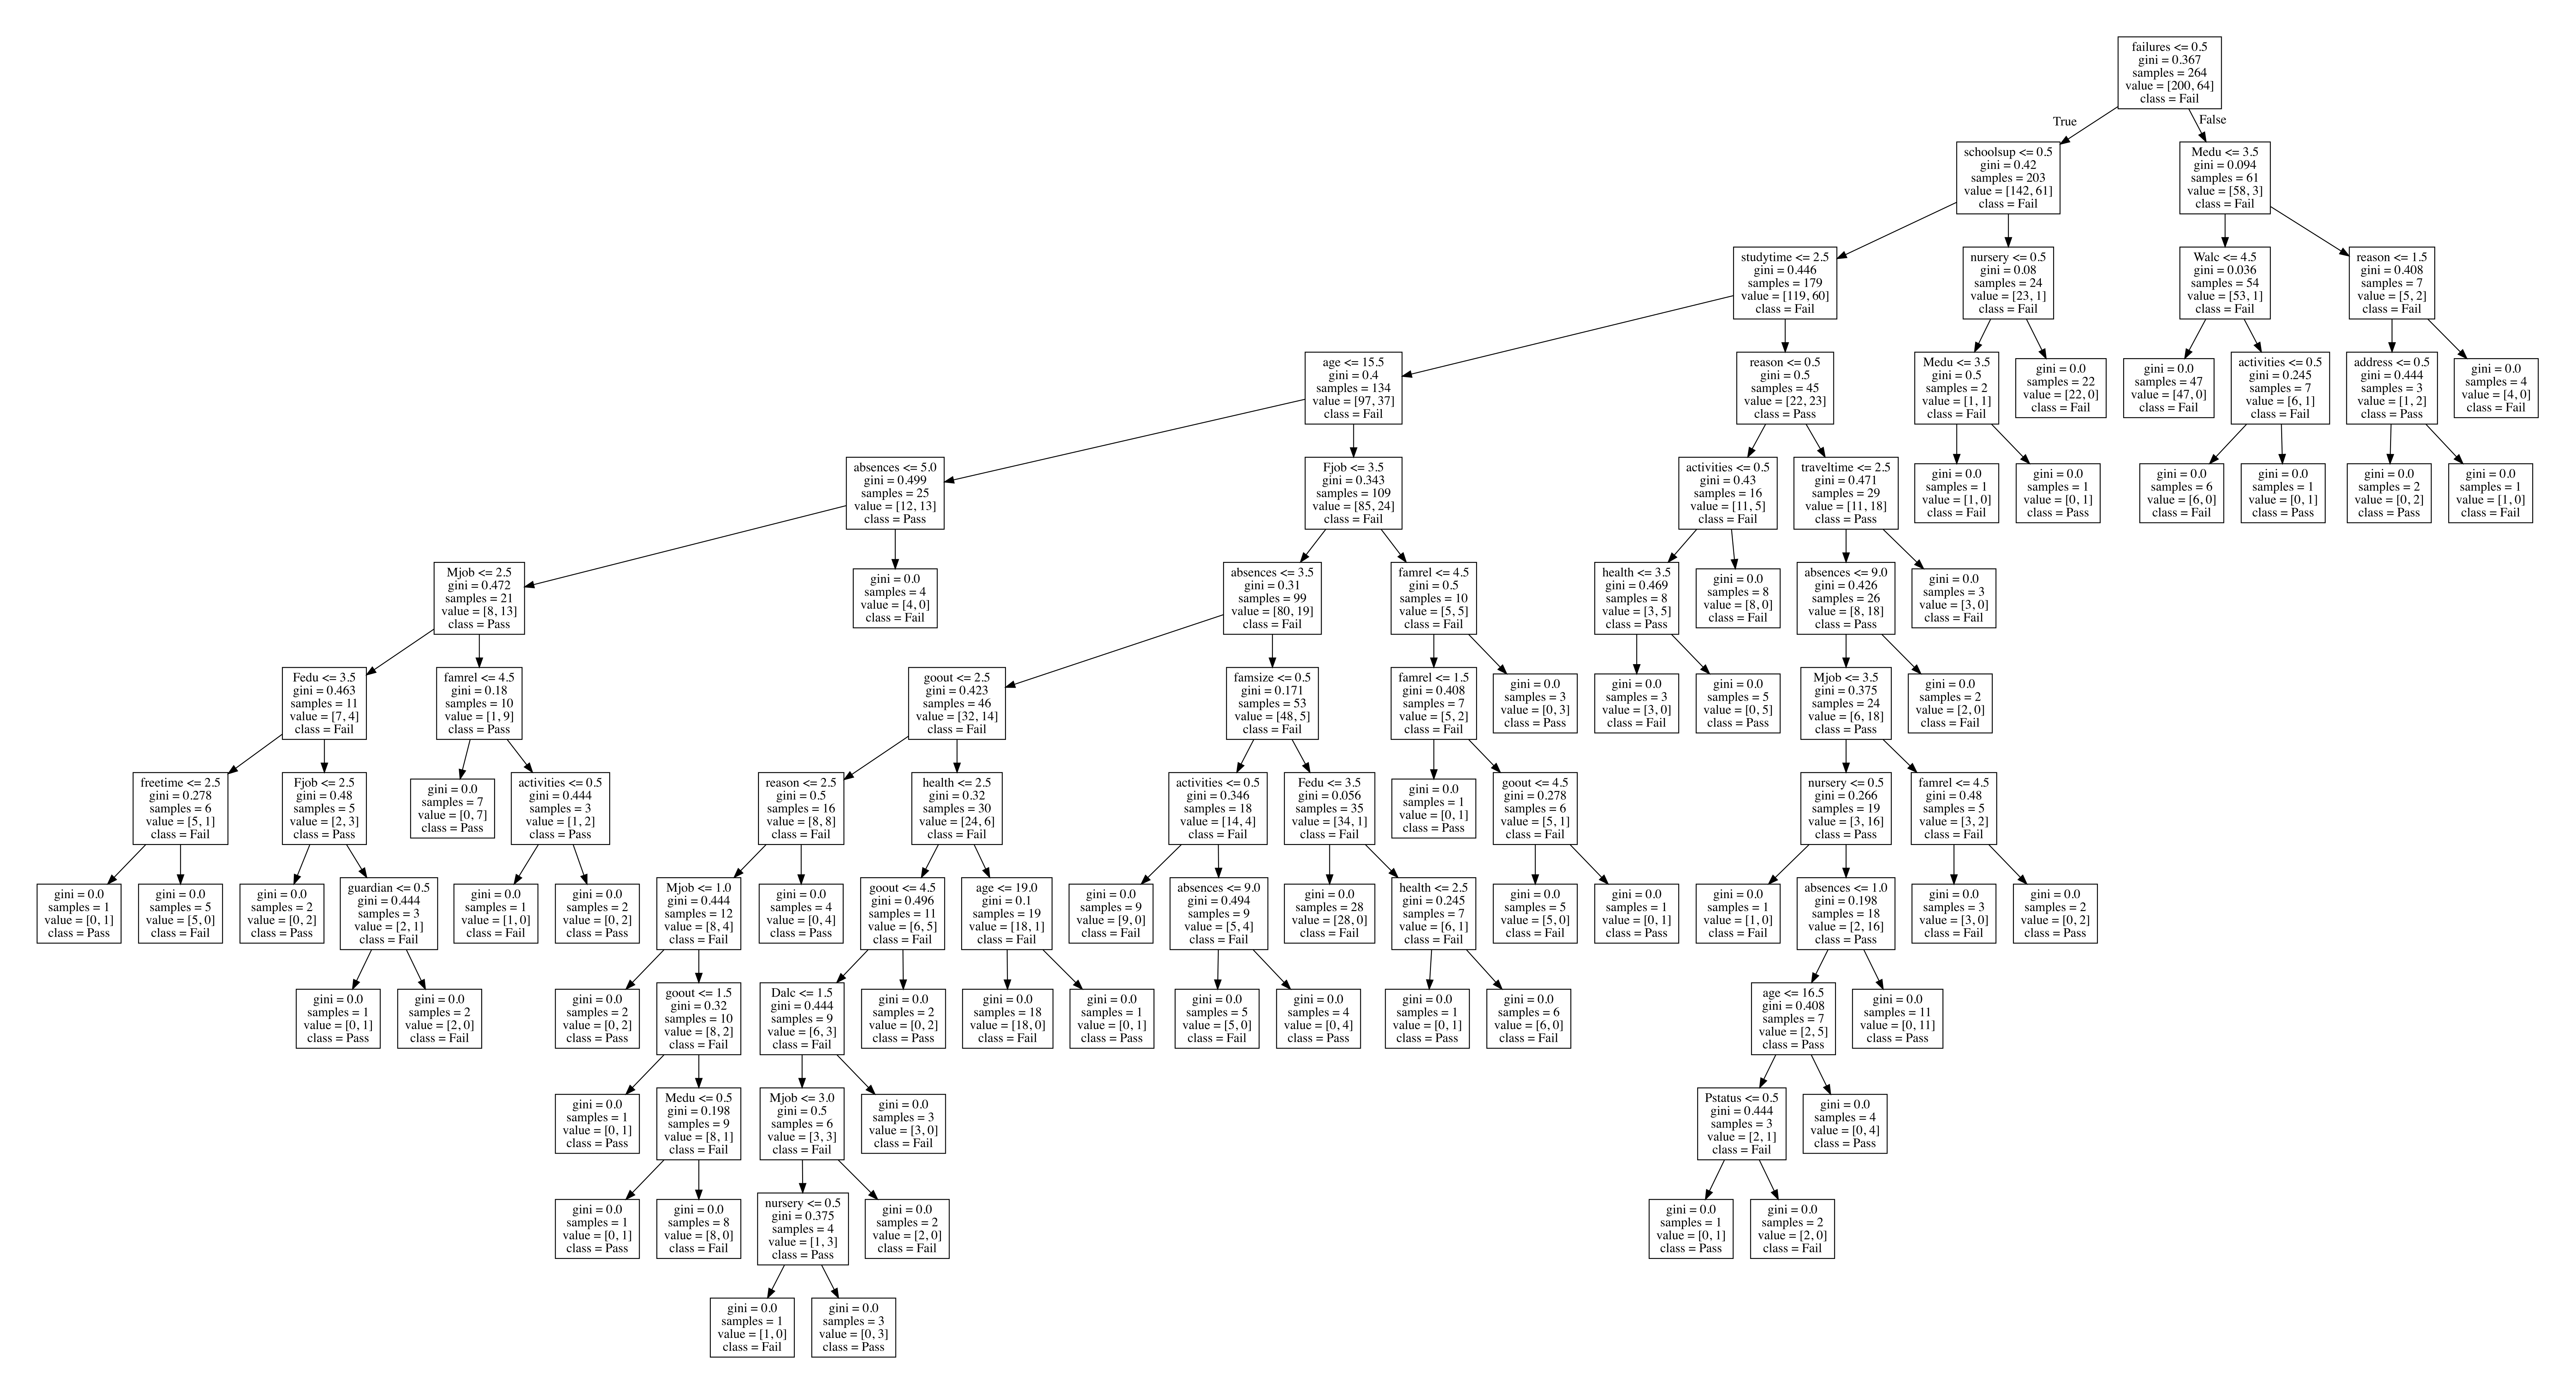 failures <= 0.5
gini = 0.367
samples = 264
value = [200, 64]
class = Fail
True
False
schoolsup <= 0.5
gini = 0.42
samples = 203
value = [142, 61]
class = Fail
Medu <= 3.5
gini = 0.094
samples = 61
value = [58, 3]
class = Fail
studytime <= 2.5
gini = 0.446
samples = 179
value = [119, 60]
class = Fail
nursery <= 0.5
gini = 0.08
samples = 24
value = [23, 1]
class = Fail
Walc <= 4.5
gini = 0.036
samples = 54
value = [53, 1]
class = Fail
reason <= 1.5
gini = 0.408
samples = 7
value = [5, 2]
class = Fail
age <= 15.5
gini = 0.4
samples = 134
value = [97, 37]
class = Fail
reason <= 0.5
gini = 0.5
samples = 45
value = [22, 23]
class = Pass
Medu <= 3.5
gini = 0.5
samples = 2
value = [1, 1]
class = Fail
gini = 0.0
samples = 22
value = [22, 0]
class = Fail
gini = 0.0
samples = 47
value = [47, 0]
class = Fail
activities <= 0.5
gini = 0.245
samples = 7
value = [6, 1]
class = Fail
address <= 0.5
gini = 0.444
samples = 3
value = [1, 2]
class = Pass
gini = 0.0
samples = 4
value = [4, 0]
class = Fail
absences <= 5.0
gini = 0.499
samples = 25
value = [12, 13]
class = Pass
Fjob <= 3.5
gini = 0.343
samples = 109
value = [85, 24]
class = Fail
activities <= 0.5
gini = 0.43
samples = 16
value = [11, 5]
class = Fail
traveltime <= 2.5
gini = 0.471
samples = 29
value = [11, 18]
class = Pass
gini = 0.0
samples = 1
value = [1, 0]
class = Fail
gini = 0.0
samples = 1
value = [0, 1]
class = Pass
gini = 0.0
samples = 6
value = [6, 0]
class = Fail
gini = 0.0
samples = 1
value = [0, 1]
class = Pass
gini = 0.0
samples = 2
value = [0, 2]
class = Pass
gini = 0.0
samples = 1
value = [1, 0]
class = Fail
Mjob <= 2.5
gini = 0.472
samples = 21
value = [8, 13]
class = Pass
gini = 0.0
samples = 4
value = [4, 0]
class = Fail
absences <= 3.5
gini = 0.31
samples = 99
value = [80, 19]
class = Fail
famrel <= 4.5
gini = 0.5
samples = 10
value = [5, 5]
class = Fail
health <= 3.5
gini = 0.469
samples = 8
value = [3, 5]
class = Pass
gini = 0.0
samples = 8
value = [8, 0]
class = Fail
absences <= 9.0
gini = 0.426
samples = 26
value = [8, 18]
class = Pass
gini = 0.0
samples = 3
value = [3, 0]
class = Fail
Fedu <= 3.5
gini = 0.463
samples = 11
value = [7, 4]
class = Fail
famrel <= 4.5
gini = 0.18
samples = 10
value = [1, 9]
class = Pass
goout <= 2.5
gini = 0.423
samples = 46
value = [32, 14]
class = Fail
famsize <= 0.5
gini = 0.171
samples = 53
value = [48, 5]
class = Fail
famrel <= 1.5
gini = 0.408
samples = 7
value = [5, 2]
class = Fail
gini = 0.0
samples = 3
value = [0, 3]
class = Pass
gini = 0.0
samples = 3
value = [3, 0]
class = Fail
gini = 0.0
samples = 5
value = [0, 5]
class = Pass
Mjob <= 3.5
gini = 0.375
samples = 24
value = [6, 18]
class = Pass
gini = 0.0
samples = 2
value = [2, 0]
class = Fail
freetime <= 2.5
gini = 0.278
samples = 6
value = [5, 1]
class = Fail
Fjob <= 2.5
gini = 0.48
samples = 5
value = [2, 3]
class = Pass
gini = 0.0
samples = 7
value = [0, 7]
class = Pass
activities <= 0.5
gini = 0.444
samples = 3
value = [1, 2]
class = Pass
reason <= 2.5
gini = 0.5
samples = 16
value = [8, 8]
class = Fail
health <= 2.5
gini = 0.32
samples = 30
value = [24, 6]
class = Fail
activities <= 0.5
gini = 0.346
samples = 18
value = [14, 4]
class = Fail
Fedu <= 3.5
gini = 0.056
samples = 35
value = [34, 1]
class = Fail
gini = 0.0
samples = 1
value = [0, 1]
class = Pass
goout <= 4.5
gini = 0.278
samples = 6
value = [5, 1]
class = Fail
nursery <= 0.5
gini = 0.266
samples = 19
value = [3, 16]
class = Pass
famrel <= 4.5
gini = 0.48
samples = 5
value = [3, 2]
class = Fail
gini = 0.0
samples = 1
value = [0, 1]
class = Pass
gini = 0.0
samples = 5
value = [5, 0]
class = Fail
gini = 0.0
samples = 2
value = [0, 2]
class = Pass
guardian <= 0.5
gini = 0.444
samples = 3
value = [2, 1]
class = Fail
gini = 0.0
samples = 1
value = [1, 0]
class = Fail
gini = 0.0
samples = 2
value = [0, 2]
class = Pass
Mjob <= 1.0
gini = 0.444
samples = 12
value = [8, 4]
class = Fail
gini = 0.0
samples = 4
value = [0, 4]
class = Pass
goout <= 4.5
gini = 0.496
samples = 11
value = [6, 5]
class = Fail
age <= 19.0
gini = 0.1
samples = 19
value = [18, 1]
class = Fail
gini = 0.0
samples = 9
value = [9, 0]
class = Fail
absences <= 9.0
gini = 0.494
samples = 9
value = [5, 4]
class = Fail
gini = 0.0
samples = 28
value = [28, 0]
class = Fail
health <= 2.5
gini = 0.245
samples = 7
value = [6, 1]
class = Fail
gini = 0.0
samples = 5
value = [5, 0]
class = Fail
gini = 0.0
samples = 1
value = [0, 1]
class = Pass
gini = 0.0
samples = 1
value = [1, 0]
class = Fail
absences <= 1.0
gini = 0.198
samples = 18
value = [2, 16]
class = Pass
gini = 0.0
samples = 3
value = [3, 0]
class = Fail
gini = 0.0
samples = 2
value = [0, 2]
class = Pass
gini = 0.0
samples = 1
value = [0, 1]
class = Pass
gini = 0.0
samples = 2
value = [2, 0]
class = Fail
gini = 0.0
samples = 2
value = [0, 2]
class = Pass
goout <= 1.5
gini = 0.32
samples = 10
value = [8, 2]
class = Fail
Dalc <= 1.5
gini = 0.444
samples = 9
value = [6, 3]
class = Fail
gini = 0.0
samples = 2
value = [0, 2]
class = Pass
gini = 0.0
samples = 18
value = [18, 0]
class = Fail
gini = 0.0
samples = 1
value = [0, 1]
class = Pass
gini = 0.0
samples = 5
value = [5, 0]
class = Fail
gini = 0.0
samples = 4
value = [0, 4]
class = Pass
gini = 0.0
samples = 1
value = [0, 1]
class = Pass
gini = 0.0
samples = 6
value = [6, 0]
class = Fail
age <= 16.5
gini = 0.408
samples = 7
value = [2, 5]
class = Pass
gini = 0.0
samples = 11
value = [0, 11]
class = Pass
gini = 0.0
samples = 1
value = [0, 1]
class = Pass
Medu <= 0.5
gini = 0.198
samples = 9
value = [8, 1]
class = Fail
Mjob <= 3.0
gini = 0.5
samples = 6
value = [3, 3]
class = Fail
gini = 0.0
samples = 3
value = [3, 0]
class = Fail
Pstatus <= 0.5
gini = 0.444
samples = 3
value = [2, 1]
class = Fail
gini = 0.0
samples = 4
value = [0, 4]
class = Pass
gini = 0.0
samples = 1
value = [0, 1]
class = Pass
gini = 0.0
samples = 8
value = [8, 0]
class = Fail
nursery <= 0.5
gini = 0.375
samples = 4
value = [1, 3]
class = Pass
gini = 0.0
samples = 2
value = [2, 0]
class = Fail
gini = 0.0
samples = 1
value = [0, 1]
class = Pass
gini = 0.0
samples = 2
value = [2, 0]
class = Fail
gini = 0.0
samples = 1
value = [1, 0]
class = Fail
gini = 0.0
samples = 3
value = [0, 3]
class = Pass